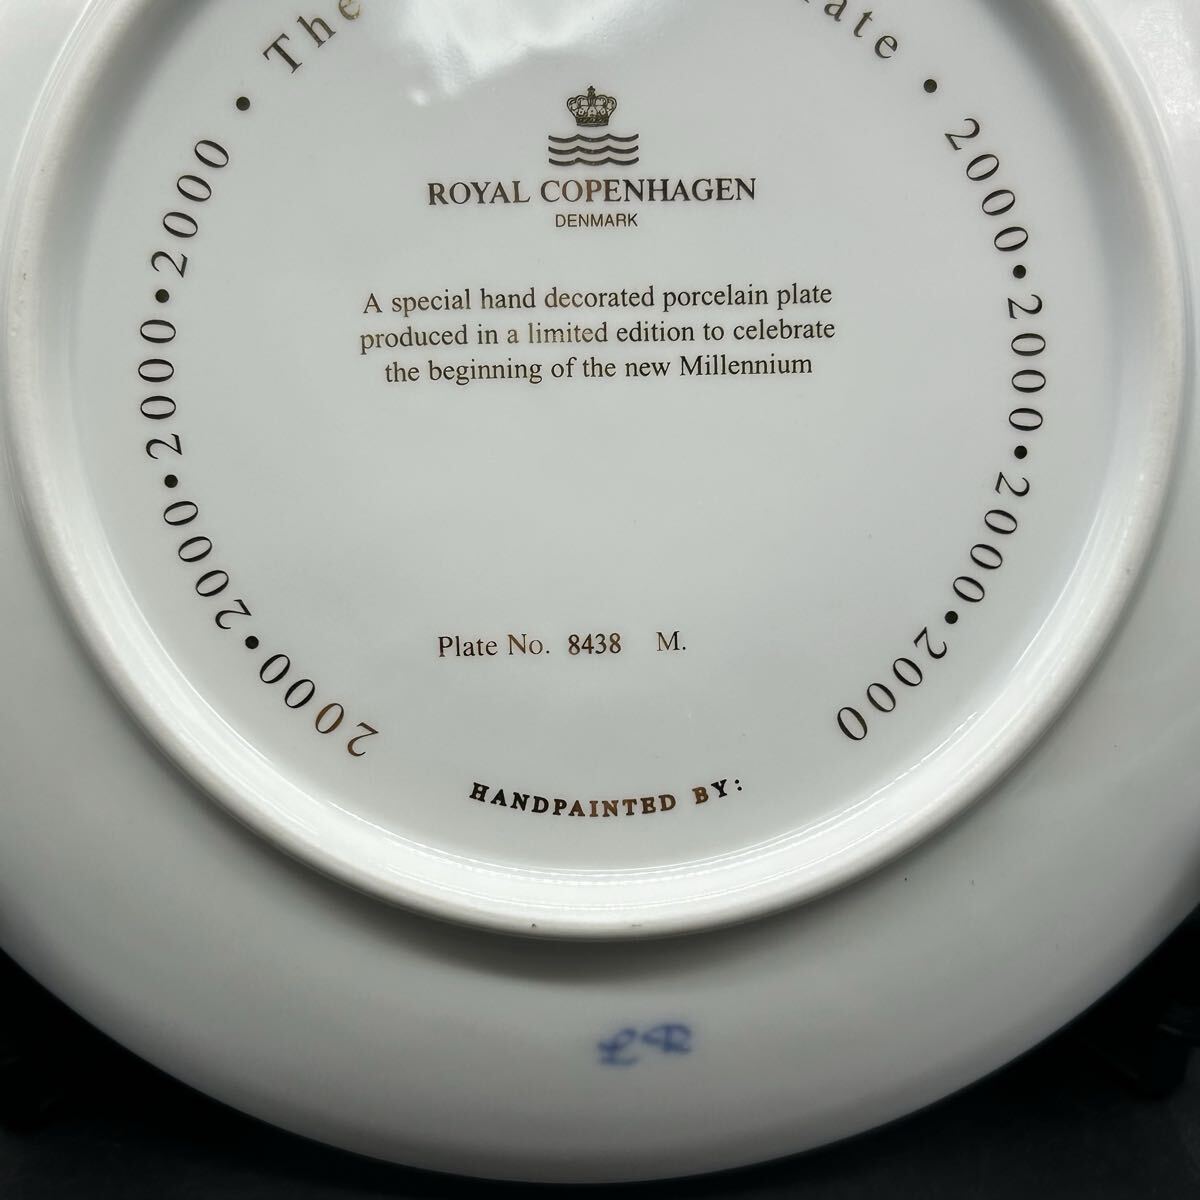 The
2000 • 2000 • 2000 • 2000 •
• 2000 • 2000 • 2000 • 2000
ROYAL COPENHAGEN
DENMARK
A special hand decorated porcelain plate
produced in a limited edition to celebrate
the beginning of the new Millennium
Plate No. 8438 M.
HANDPAINTED BY: